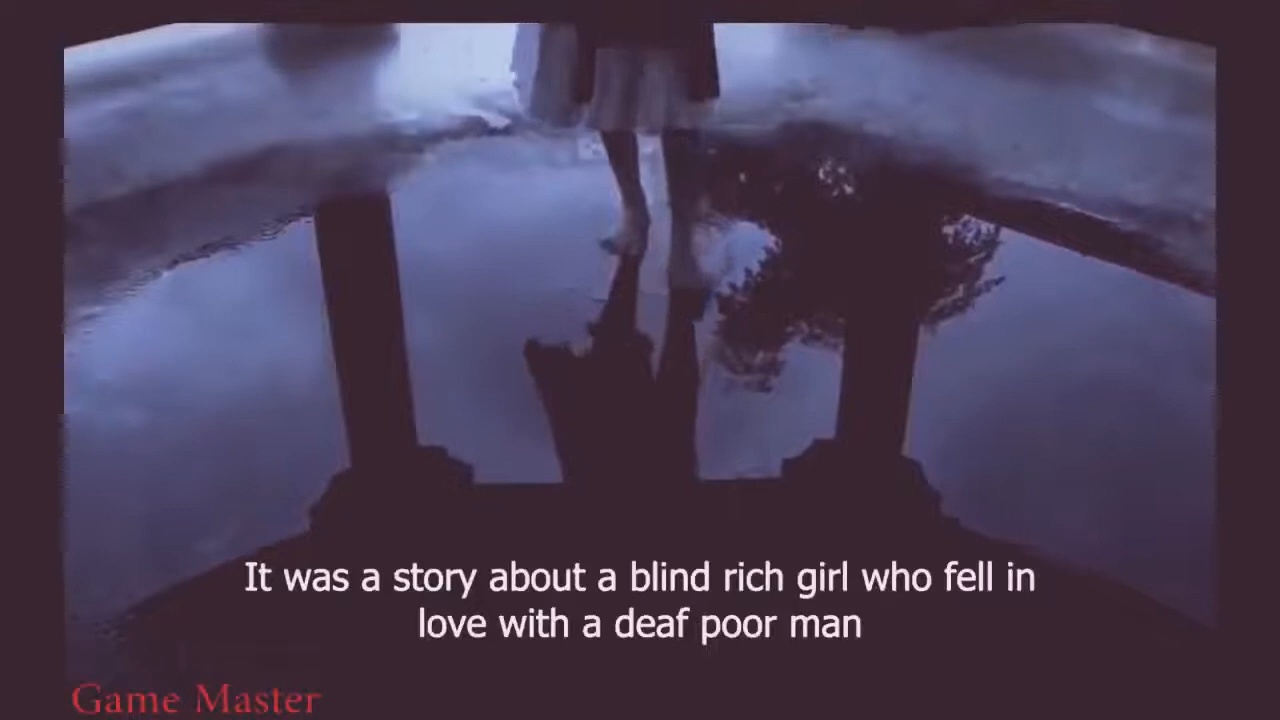 It was a story about a blind rich girl who fell in
love with a deaf poor man
Game Master